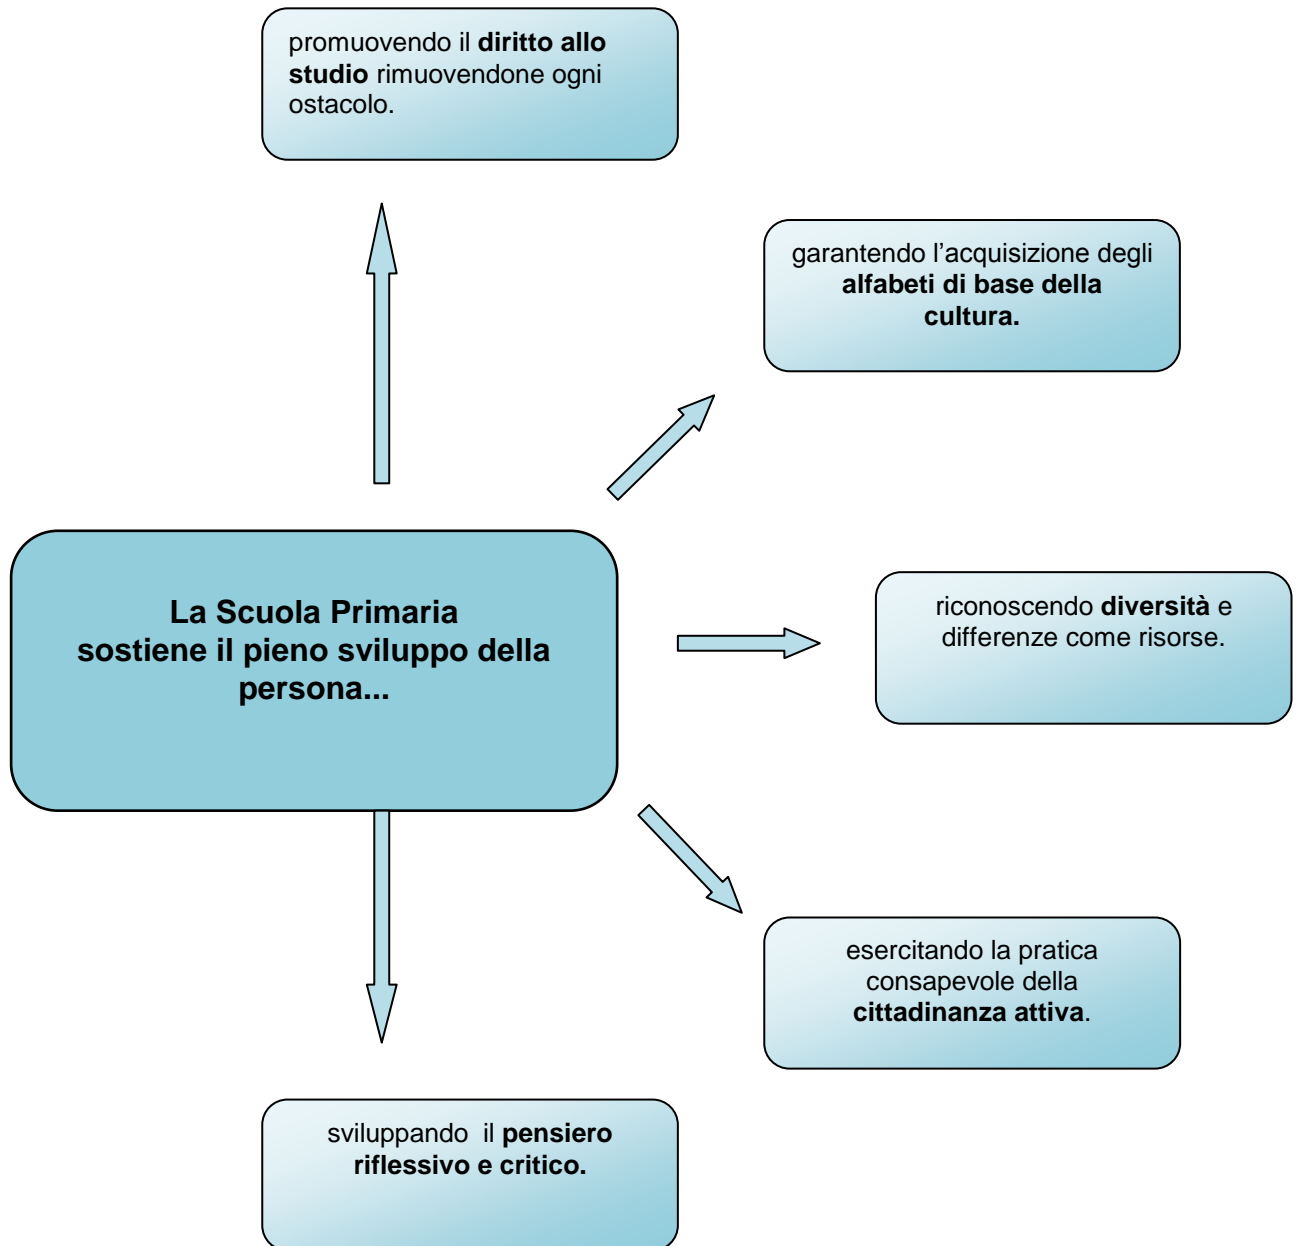 promuovendo il diritto allo
studio rimuovendone ogni
ostacolo.
garantendo l’acquisizione degli
alfabeti di base della
cultura.
La Scuola Primaria
sostiene il pieno sviluppo della
persona...
riconoscendo diversità e
differenze come risorse.
esercitando la pratica
consapevole della
cittadinanza attiva.
sviluppando il pensiero
riflessivo e critico.